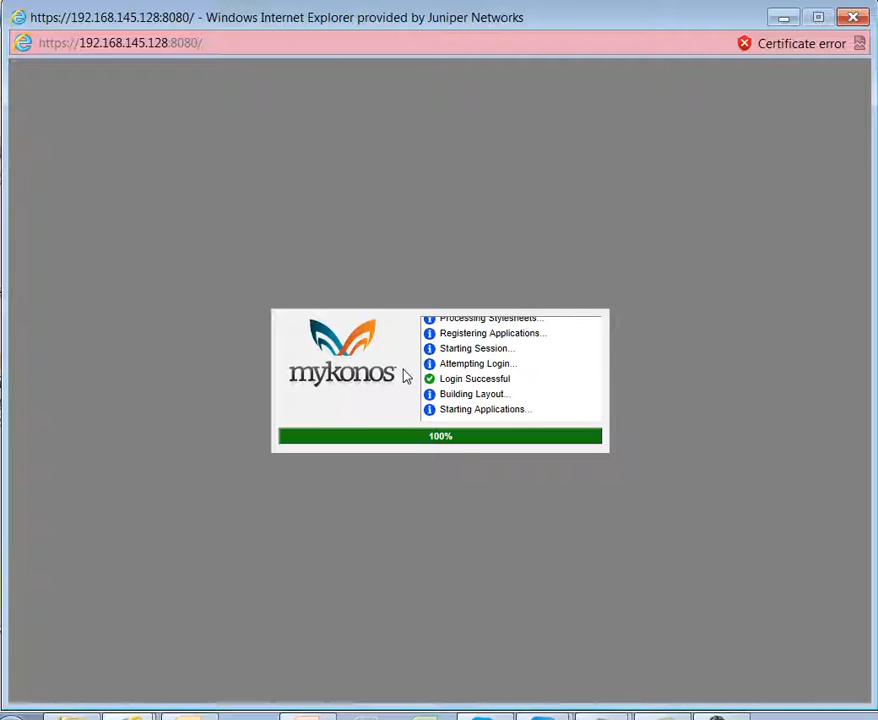 https://192.168.145.128:8080/ - Windows Internet Explorer provided by Juniper Networks
https://192.168.145.128:8080/
Certificate error
Processing Stylesheets...
Registering Applications...
Starting Session...
Attempting Login...
Login Successful
Building Layout...
Starting Applications...
mykonos
100%